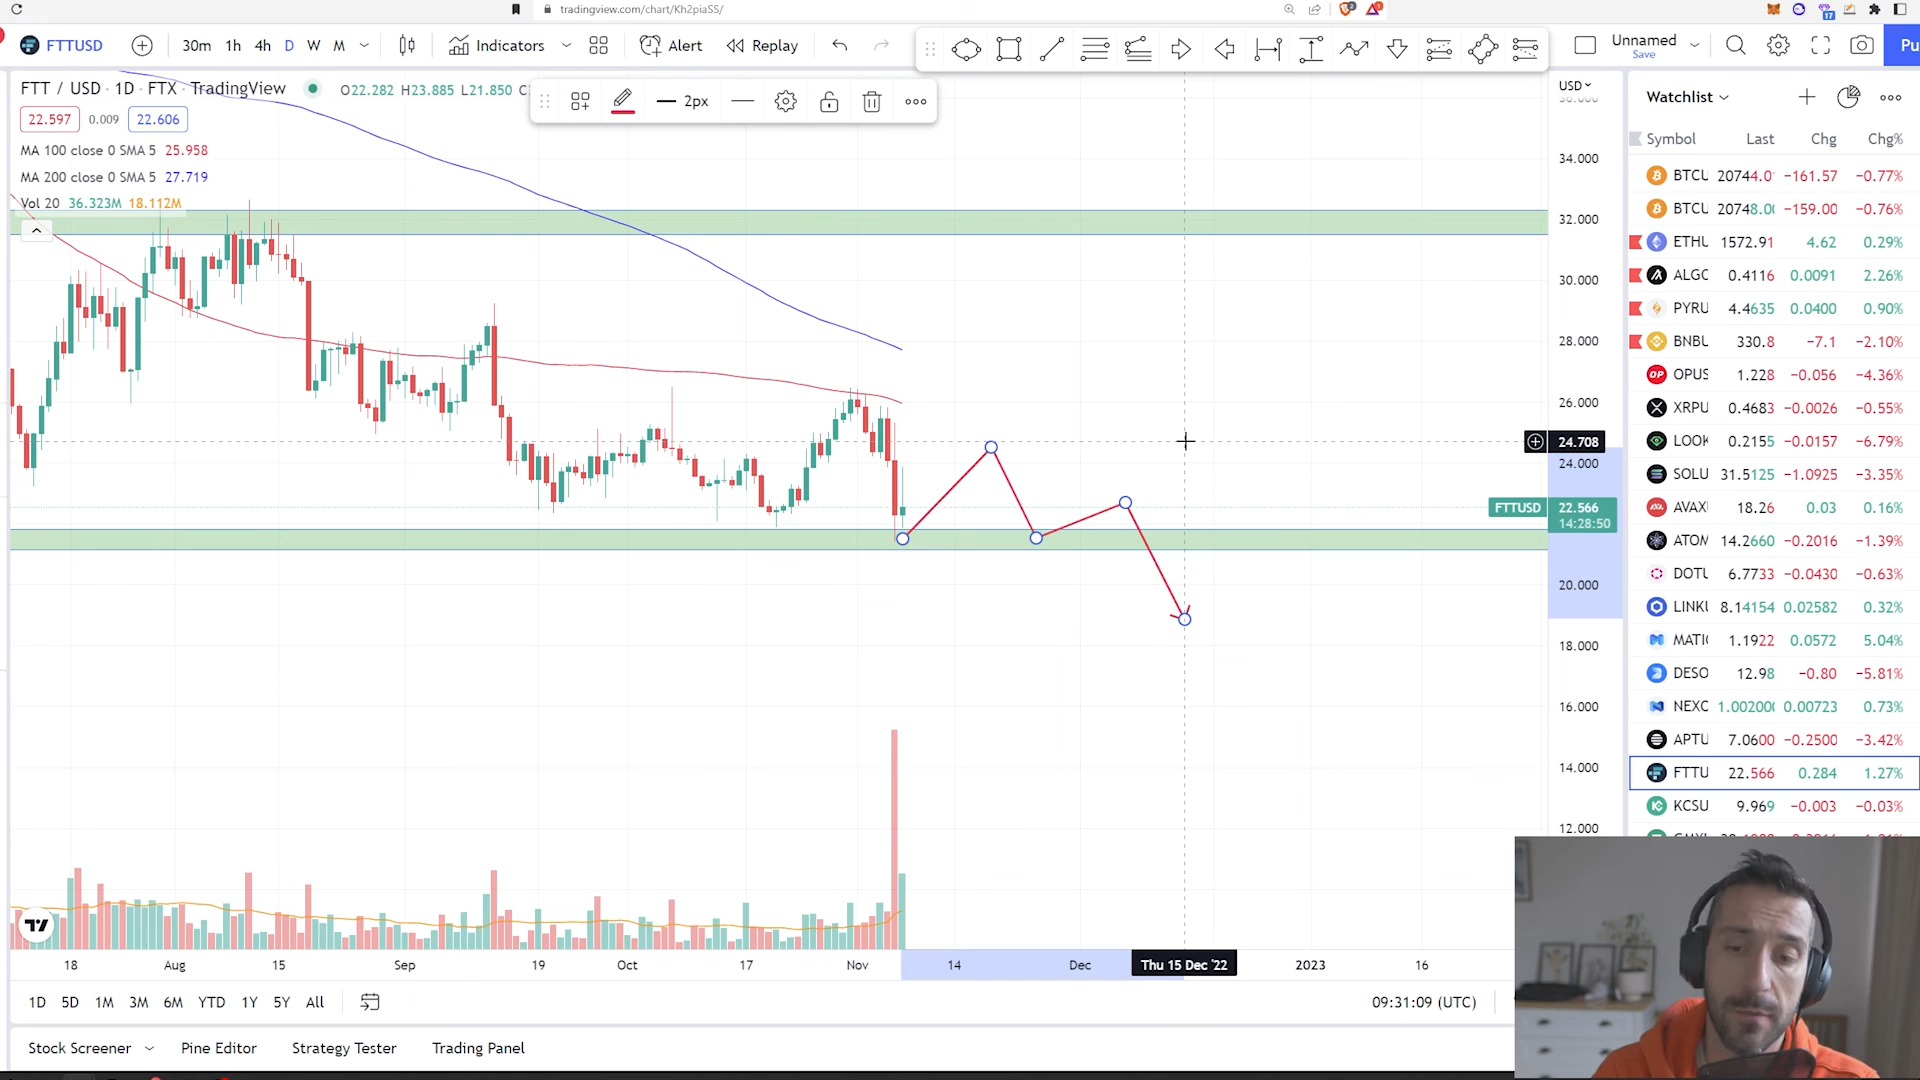 tradingview.com/chart/Kh2piaSS/
17
FTTUSD
30m 1h 4h D W M
Indicators
Alert
Replay
Unnamed
Save
Pu
FTT / USD · 1D · FTX · TradingView
O22.282 H23.885 L21.850 C
2px
22.597 0.009 22.606
MA 100 close 0 SMA 5 25.958
MA 200 close 0 SMA 5 27.719
Vol 20 36.323M 18.112M
USD
34.000
32.000
30.000
28.000
26.000
24.708
24.000
FTTUSD 22.566
14:28:50
20.000
18.000
16.000
14.000
12.000
18 Aug 15 Sep 19 Oct 17 Nov 14 Dec Thu 15 Dec '22 2023 16
1D 5D 1M 3M 6M YTD 1Y 5Y All
09:31:09 (UTC)
Stock Screener Pine Editor Strategy Tester Trading Panel
Watchlist
Symbol Last Chg Chg%
BTCU 20744.0 −161.57 −0.77%
BTCU 20748.00 −159.00 −0.76%
ETHU 1572.91 4.62 0.29%
ALGO 0.4116 0.0091 2.26%
PYRU 4.4635 0.0400 0.90%
BNBU 330.8 −7.1 −2.10%
OPUS 1.228 −0.056 −4.36%
XRPU 0.4683 −0.0026 −0.55%
LOOK 0.2155 −0.0157 −6.79%
SOLU 31.5125 −1.0925 −3.35%
AVAX 18.26 0.03 0.16%
ATOM 14.2660 −0.2016 −1.39%
DOTU 6.7733 −0.0430 −0.63%
LINKU 8.14154 0.02582 0.32%
MATIC 1.1922 0.0572 5.04%
DESO 12.98 −0.80 −5.81%
NEXO 1.00200 0.00723 0.73%
APTU 7.0600 −0.2500 −3.42%
FTTU 22.566 0.284 1.27%
KCSU 9.969 −0.003 −0.03%